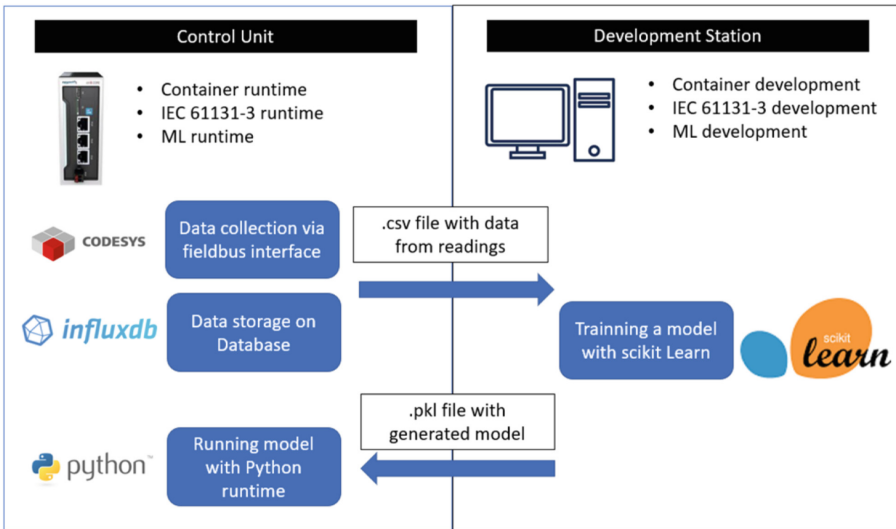 Control Unit
Development Station
• Container runtime
• IEC 61131-3 runtime
• ML runtime
• Container development
• IEC 61131-3 development
• ML development
CODESYS
Data collection via
fieldbus interface
.csv file with data
from readings
influxdb
Data storage on
Database
Trainning a model
with scikit Learn
scikit
learn
.pkl file with
generated model
python™
Running model
with Python
runtime